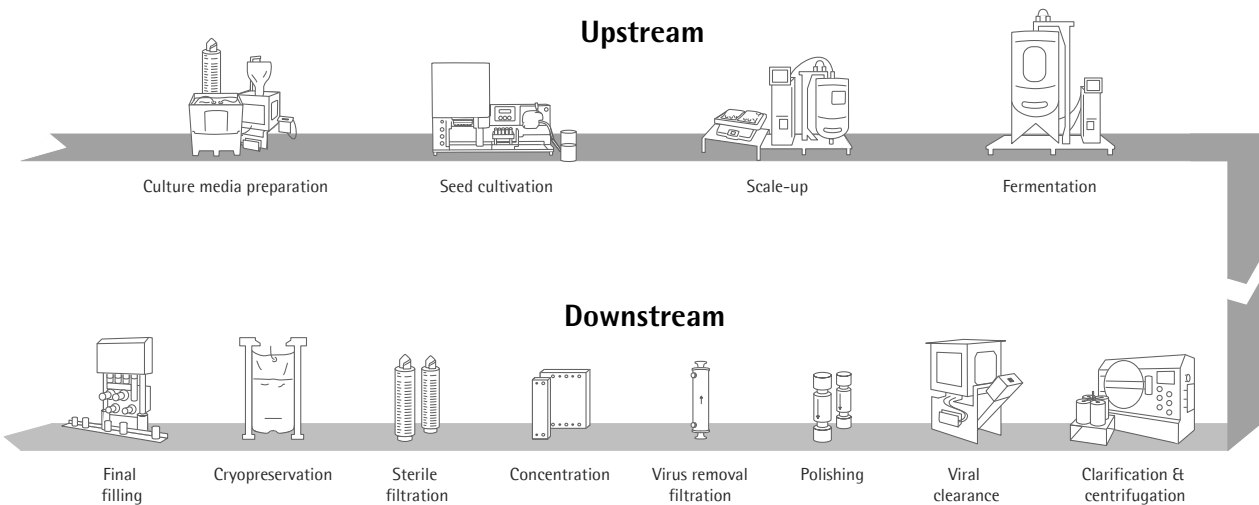 Upstream
Culture media preparation
Seed cultivation
Scale-up
Fermentation
Downstream
Final
filling
Cryopreservation
Sterile
filtration
Concentration
Virus removal
filtration
Polishing
Viral
clearance
Clarification &
centrifugation